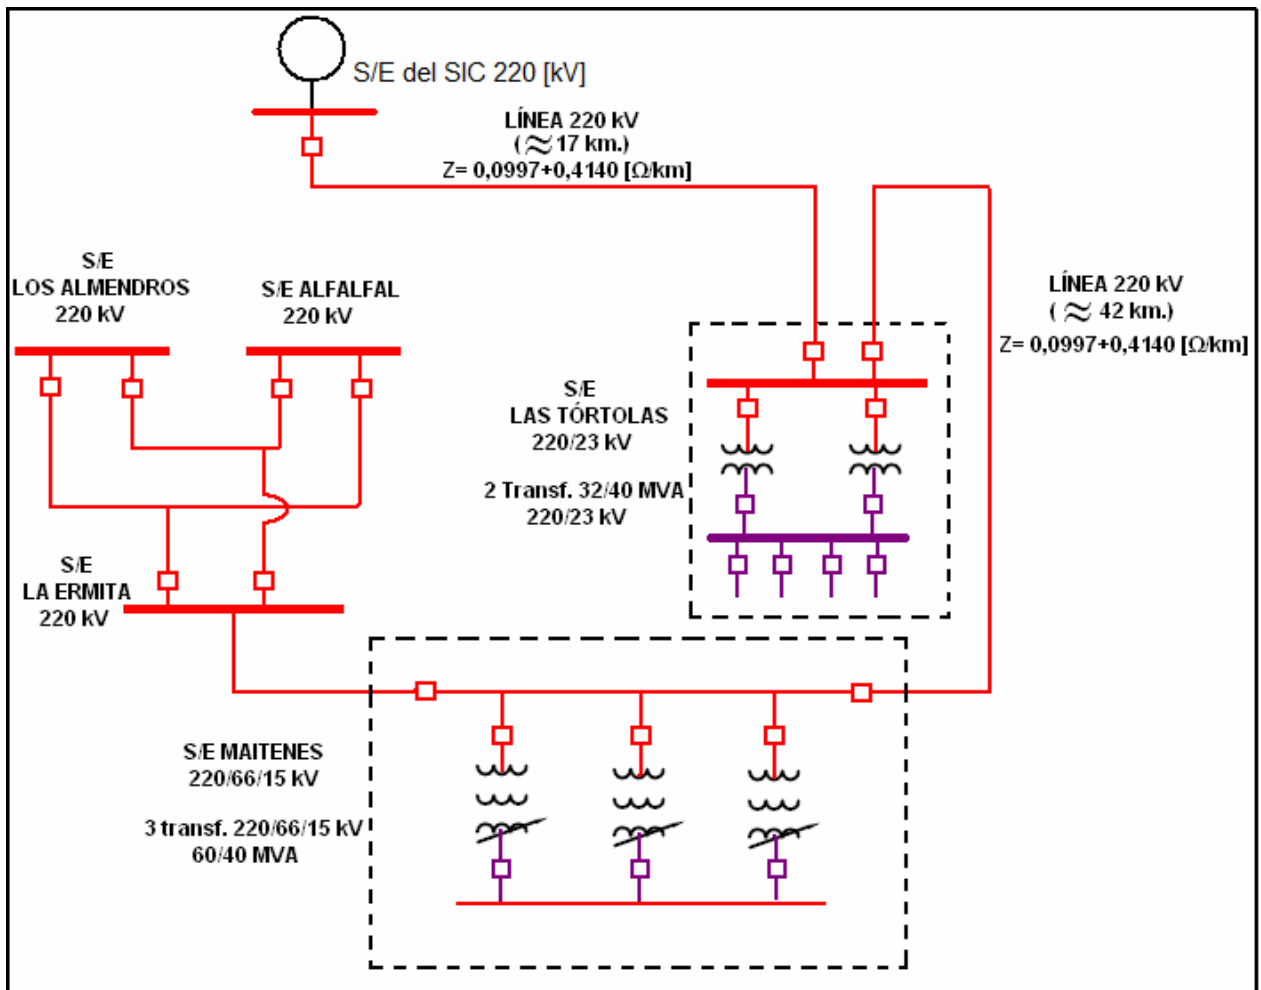 S/E del SIC 220 [kV]
LÍNEA 220 kV
( ≈ 17 km.)
Z= 0,0997+0,4140 [Ω/km]
S/E
LOS ALMENDROS
220 kV
S/E ALFALFAL
220 kV
LÍNEA 220 kV
( ≈ 42 km.)
Z= 0,0997+0,4140 [Ω/km]
S/E
LAS TÓRTOLAS
220/23 kV
2 Transf. 32/40 MVA
220/23 kV
S/E
LA ERMITA
220 kV
S/E MAITENES
220/66/15 kV
3 transf. 220/66/15 kV
60/40 MVA